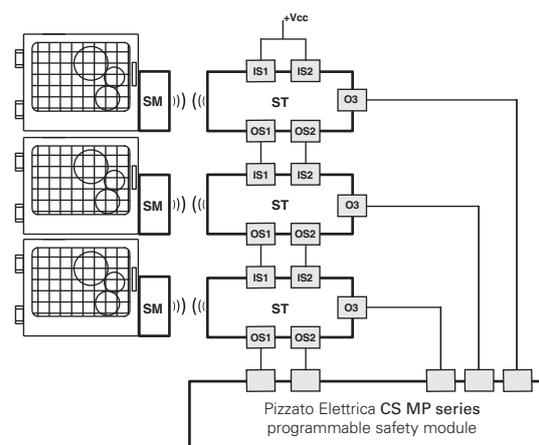 +Vcc
IS1 IS2
SM ST O3
OS1 OS2
IS1 IS2
SM ST O3
OS1 OS2
IS1 IS2
SM ST O3
OS1 OS2
Pizzato Elettrica CS MP series
programmable safety module